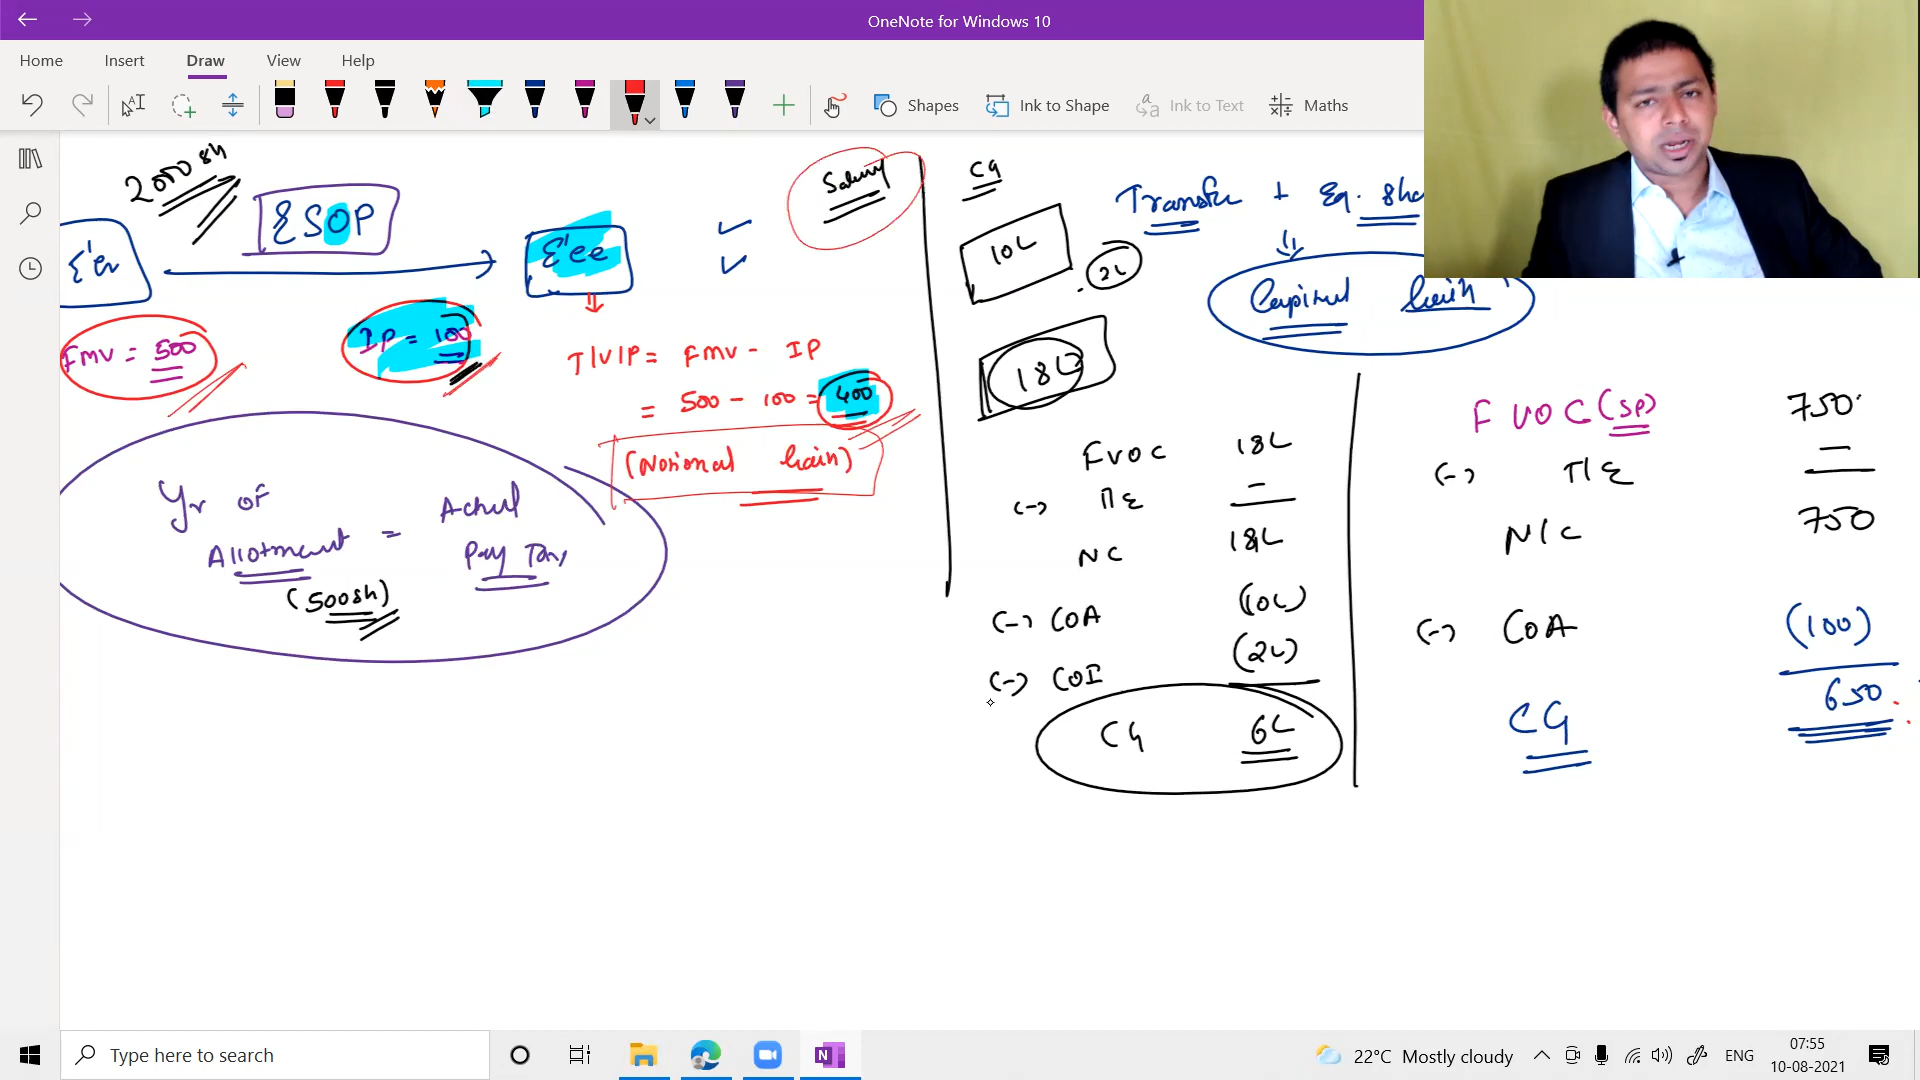 OneNote for Windows 10
Home Insert Draw View Help
Shapes Ink to Shape Ink to Text Maths
2000 sh
ESOP
E'er
E'ee
FMV = 500
IP = 100
T/V/P = FMV - IP
= 500 - 100 = 400
(Notional Gain)
Yr of
Allotment = Actual
Pay Tax
(500sh)
Salary
CG
10L
2L
18L
Transfer + Eq. Sha
Capital Gain
FVOC 18L
(-) TE -
NC 18L
(-) COA (10L)
(-) COI (2L)
CG 6L
FVOC (SP) 750
(-) T/E -
N/C 750
(-) COA (100)
CG 650
Type here to search
N
22°C Mostly cloudy
ENG
07:55
10-08-2021